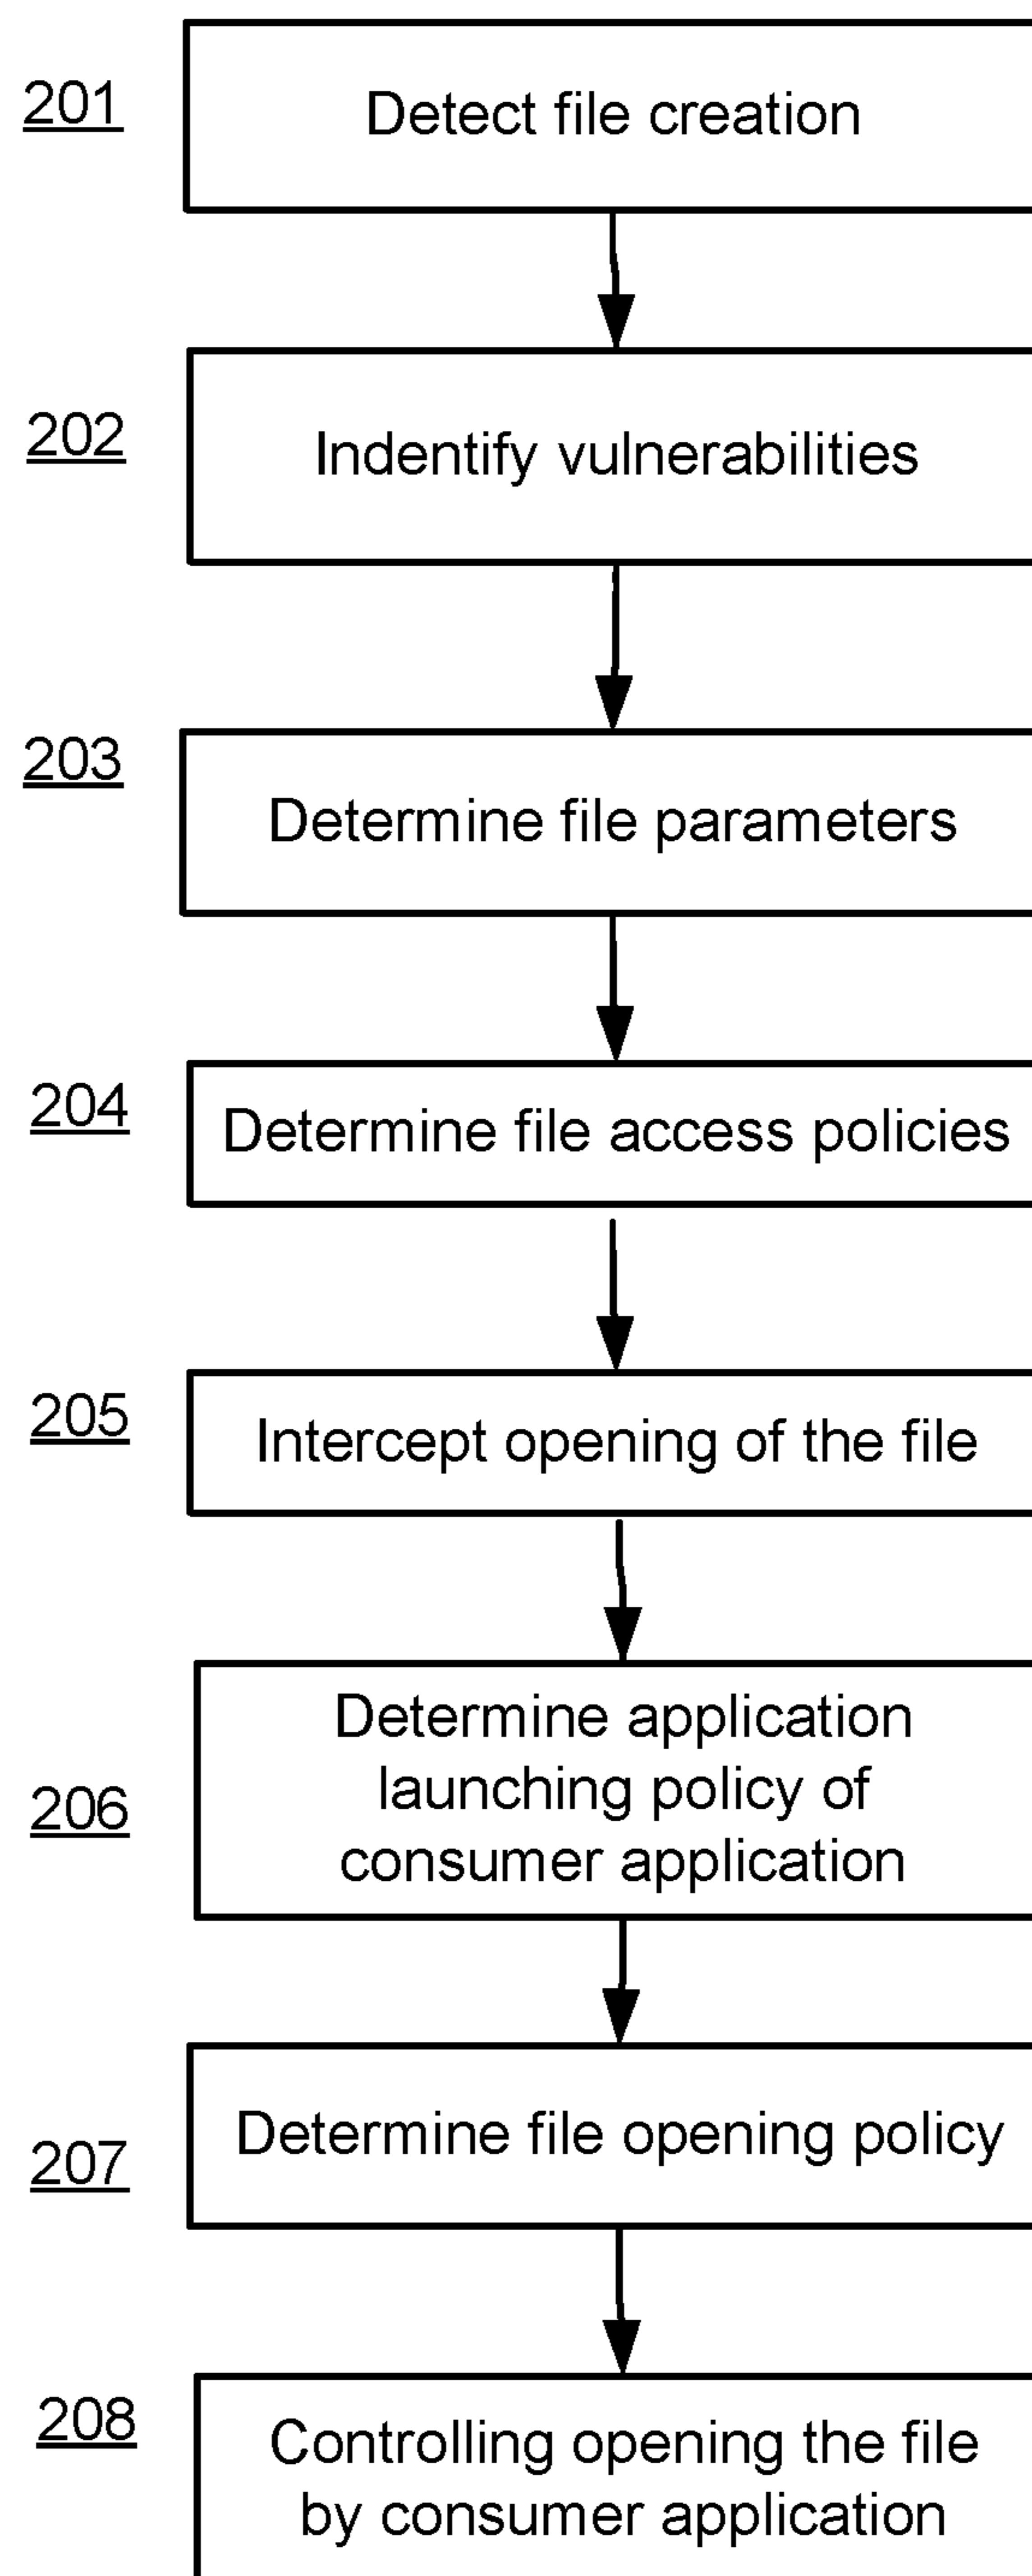 201
Detect file creation
202
Indentify vulnerabilities
203
Determine file parameters
204
Determine file access policies
205
Intercept opening of the file
206
Determine application
launching policy of
consumer application
207
Determine file opening policy
208
Controlling opening the file
by consumer application